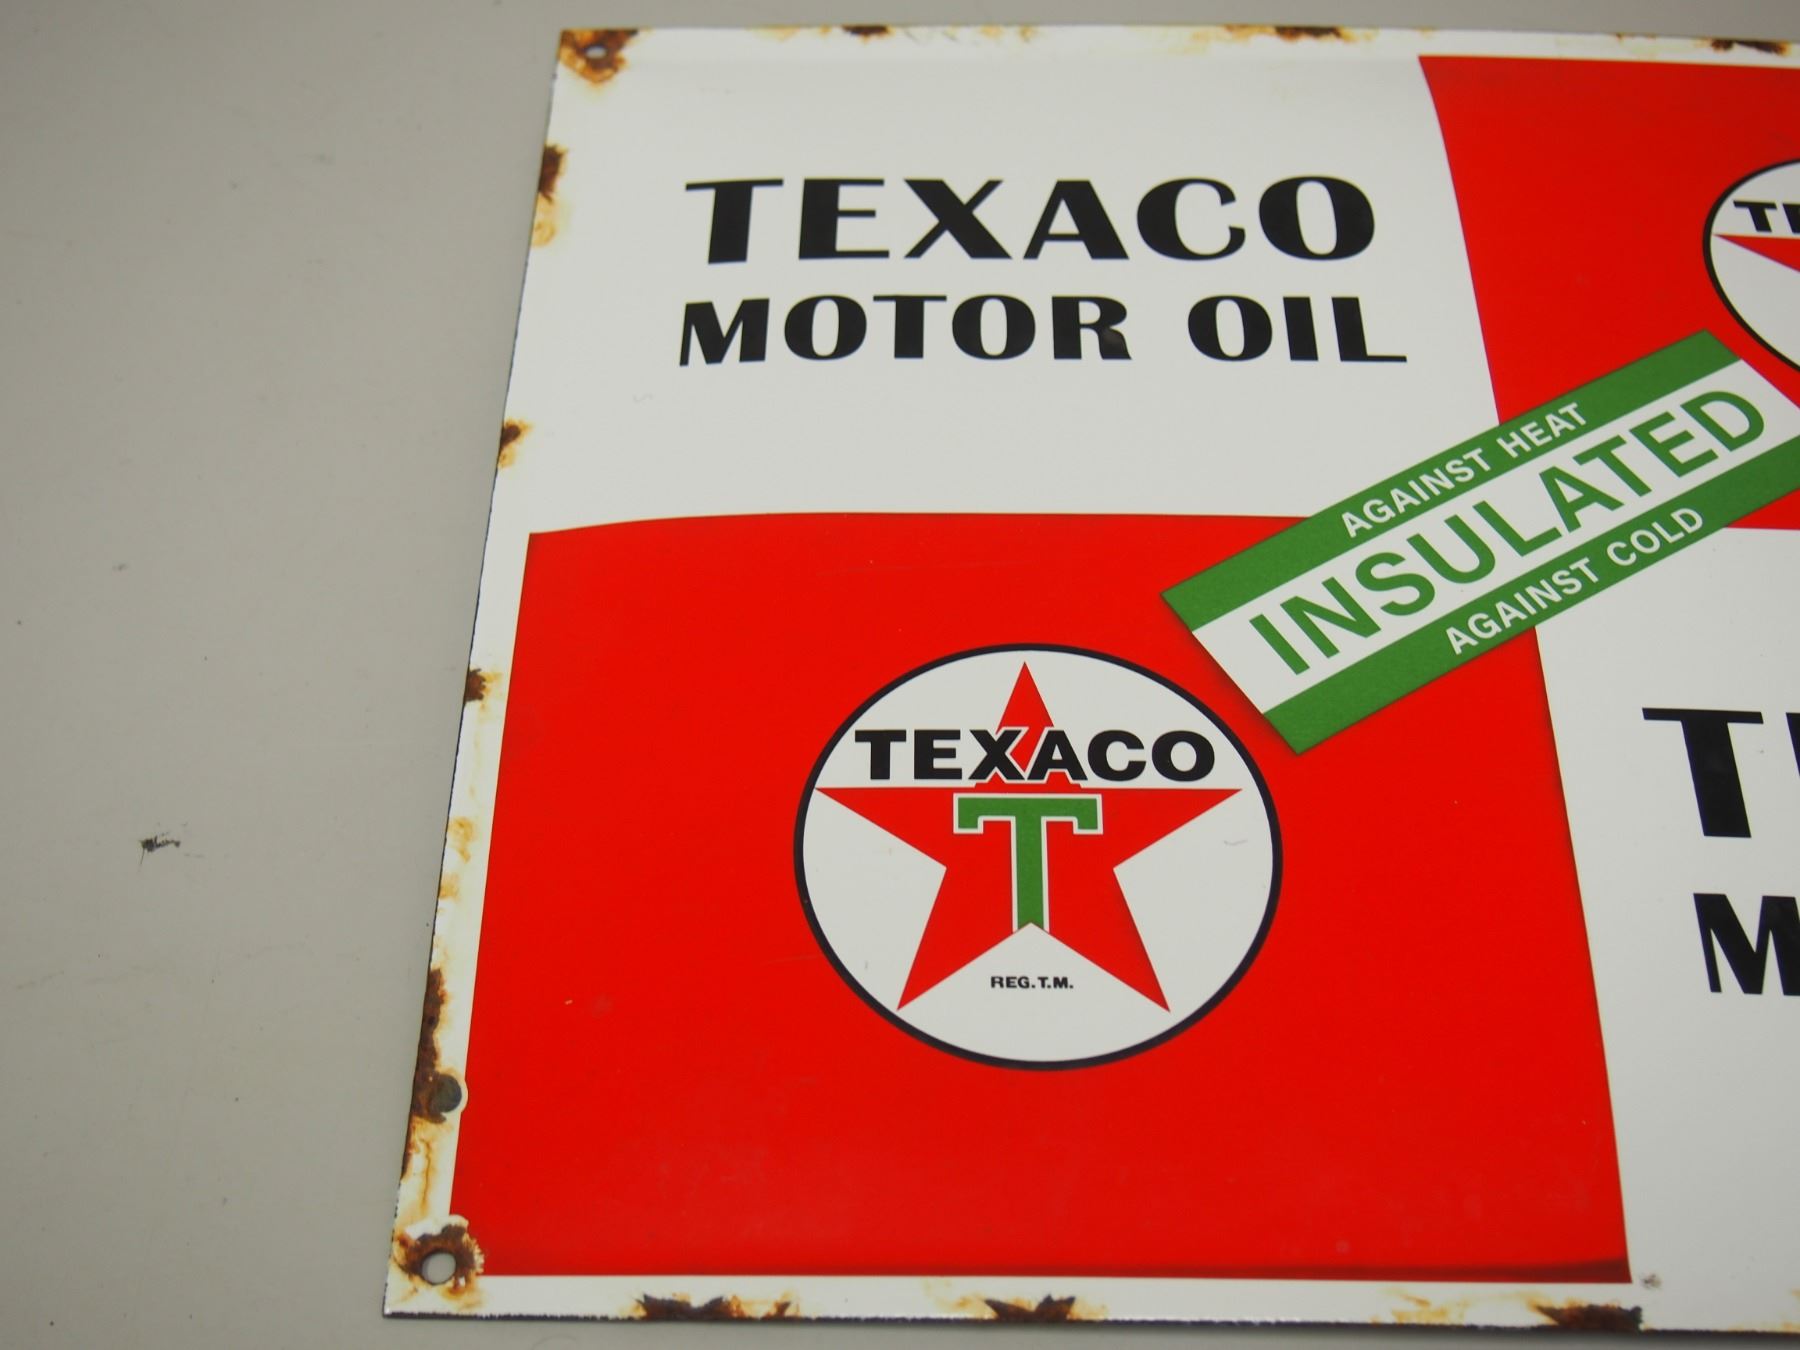 TEXACO
MOTOR OIL
AGAINST HEAT
INSULATED
AGAINST COLD
TEXACO
T
REG. T.M.